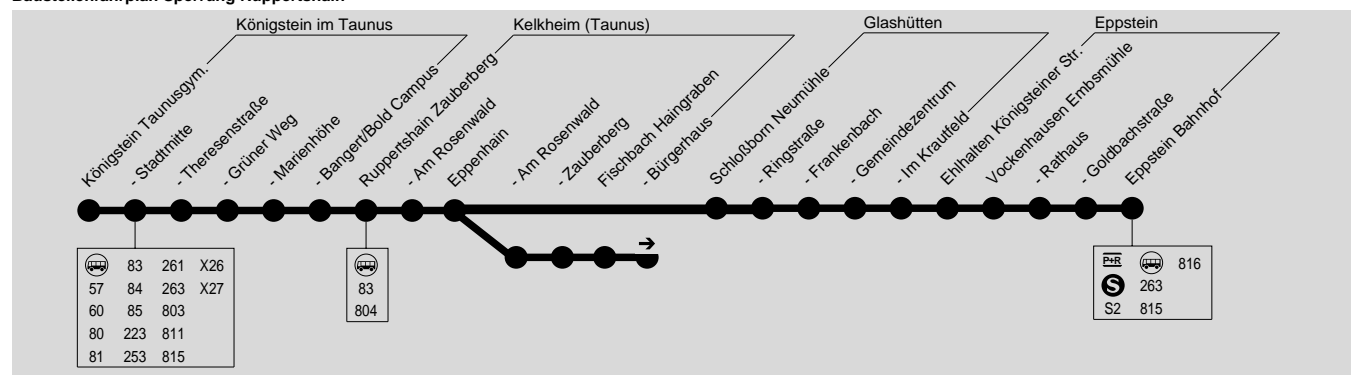 Königstein im Taunus
Kelkheim (Taunus)
Glashütten
Eppstein
Königstein Taunusgym.
- Stadtmitte
- Theresenstraße
- Grüner Weg
- Marienhöhe
- Bangert/Bold Campus
Ruppertshain Zauberberg
- Am Rosenwald
Eppenhain
- Am Rosenwald
- Zauberberg
Fischbach Haingraben
- Bürgerhaus
Schloßborn Neumühle
- Ringstraße
- Frankenbach
- Gemeindezentrum
- Im Krautfeld
Ehlhalten Königsteiner Str.
Vockenhausen Embsmühle
- Rathaus
- Goldbachstraße
Eppstein Bahnhof
83 261 X26
57 84 263 X27
60 85 803
80 223 811
81 253 815
83
804
P+R 816
S 263
S2 815